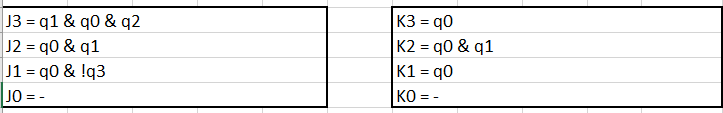 J3 = q1 & q0 & q2
J2 = q0 & q1
J1 = q0 & !q3
J0 = -
K3 = q0
K2 = q0 & q1
K1 = q0
K0 = -